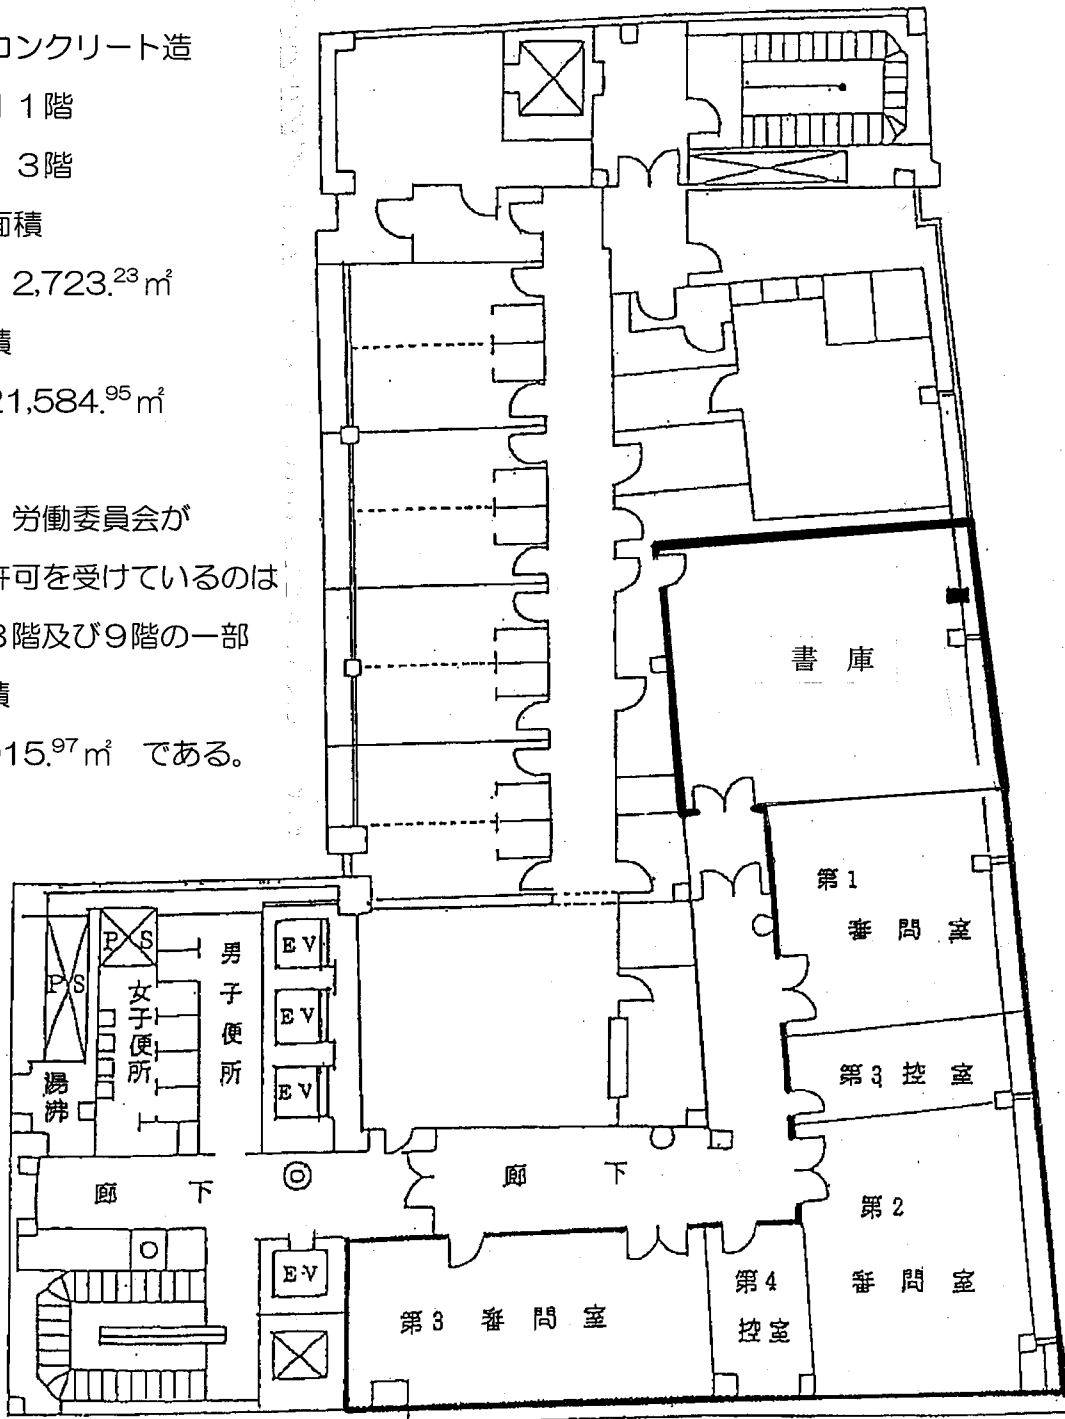 コンクリート造
1階
3階
面積
2,723.23㎡
積
21,584.95㎡
労働委員会が
許可を受けているのは
8階及び9階の一部
積
915.97㎡ である。
書庫
第1
審問室
第3控室
第2
審問室
第4
控室
第3審問室
廊下
廊下
男子便所
女子便所
湯沸
PS
PS
EV
EV
EV
EV